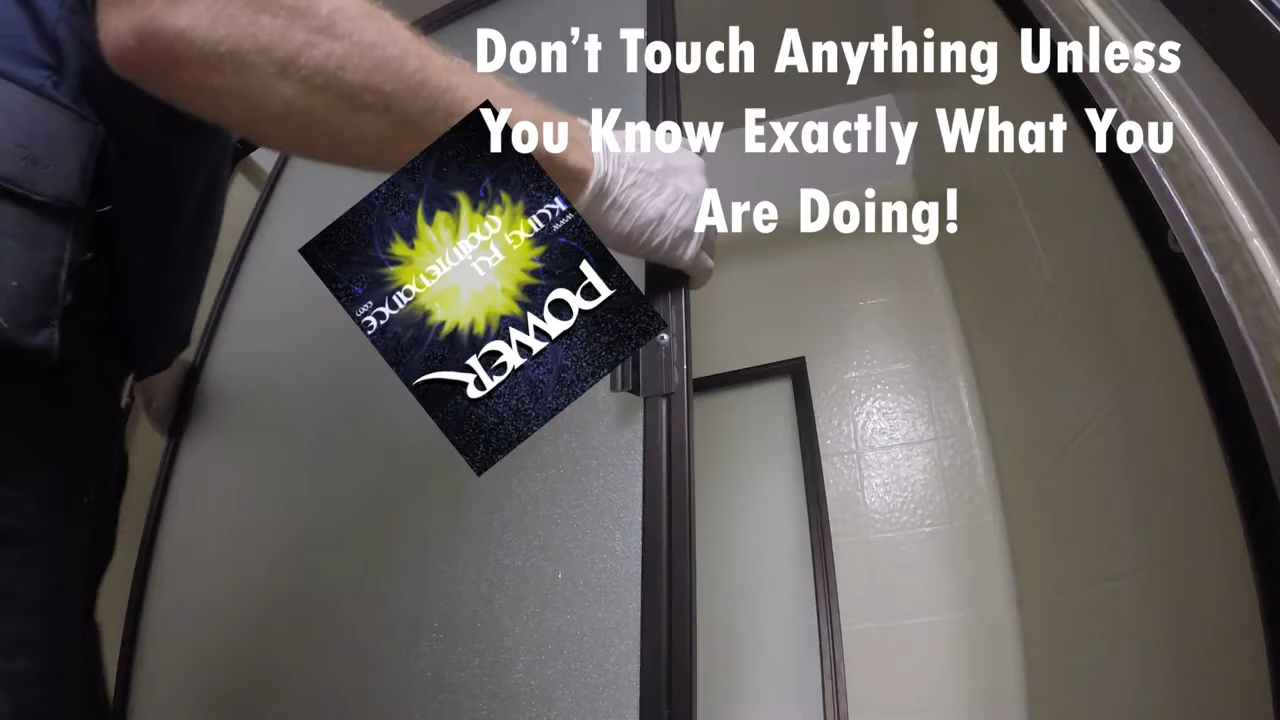 Don't Touch Anything Unless
You Know Exactly What You
Are Doing!
www.
KUNG FU
MAINTENANCE
.com
POWER